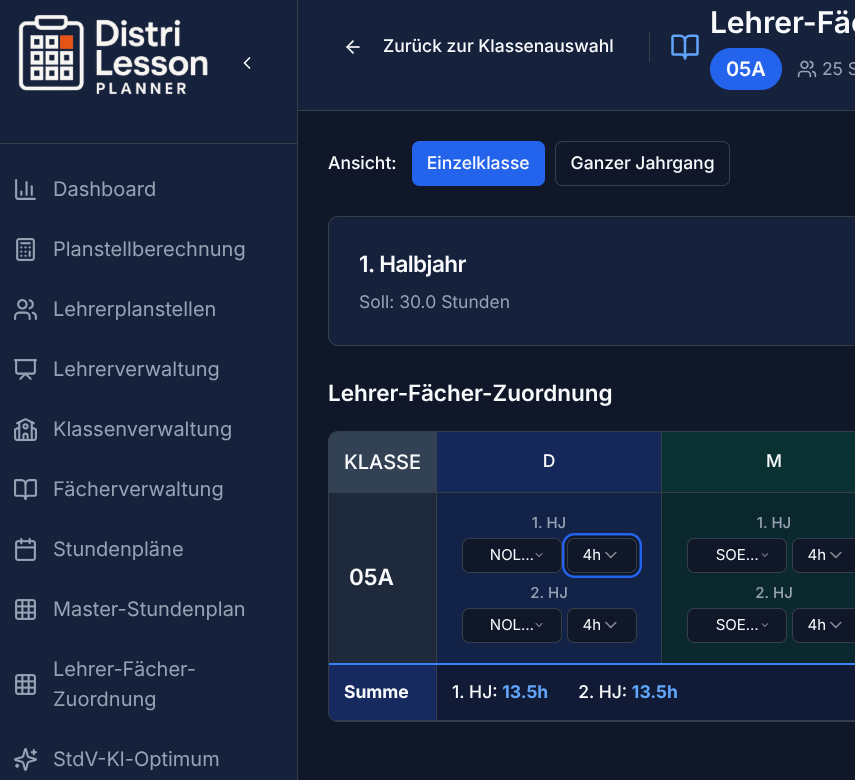 Distri
Lesson
PLANNER
Dashboard
Planstellberechnung
Lehrerplanstellen
Lehrerverwaltung
Klassenverwaltung
Fächerverwaltung
Stundenpläne
Master-Stundenplan
Lehrer-Fächer-
Zuordnung
StdV-KI-Optimum
Zurück zur Klassenauswahl
Lehrer-Fäc
05A
25 S
Ansicht:
Einzelklasse
Ganzer Jahrgang
1. Halbjahr
Soll: 30.0 Stunden
Lehrer-Fächer-Zuordnung
KLASSE D M
05A
1. HJ 1. HJ
NOL... 4h SOE... 4h
2. HJ 2. HJ
NOL... 4h SOE... 4h
Summe 1. HJ: 13.5h 2. HJ: 13.5h